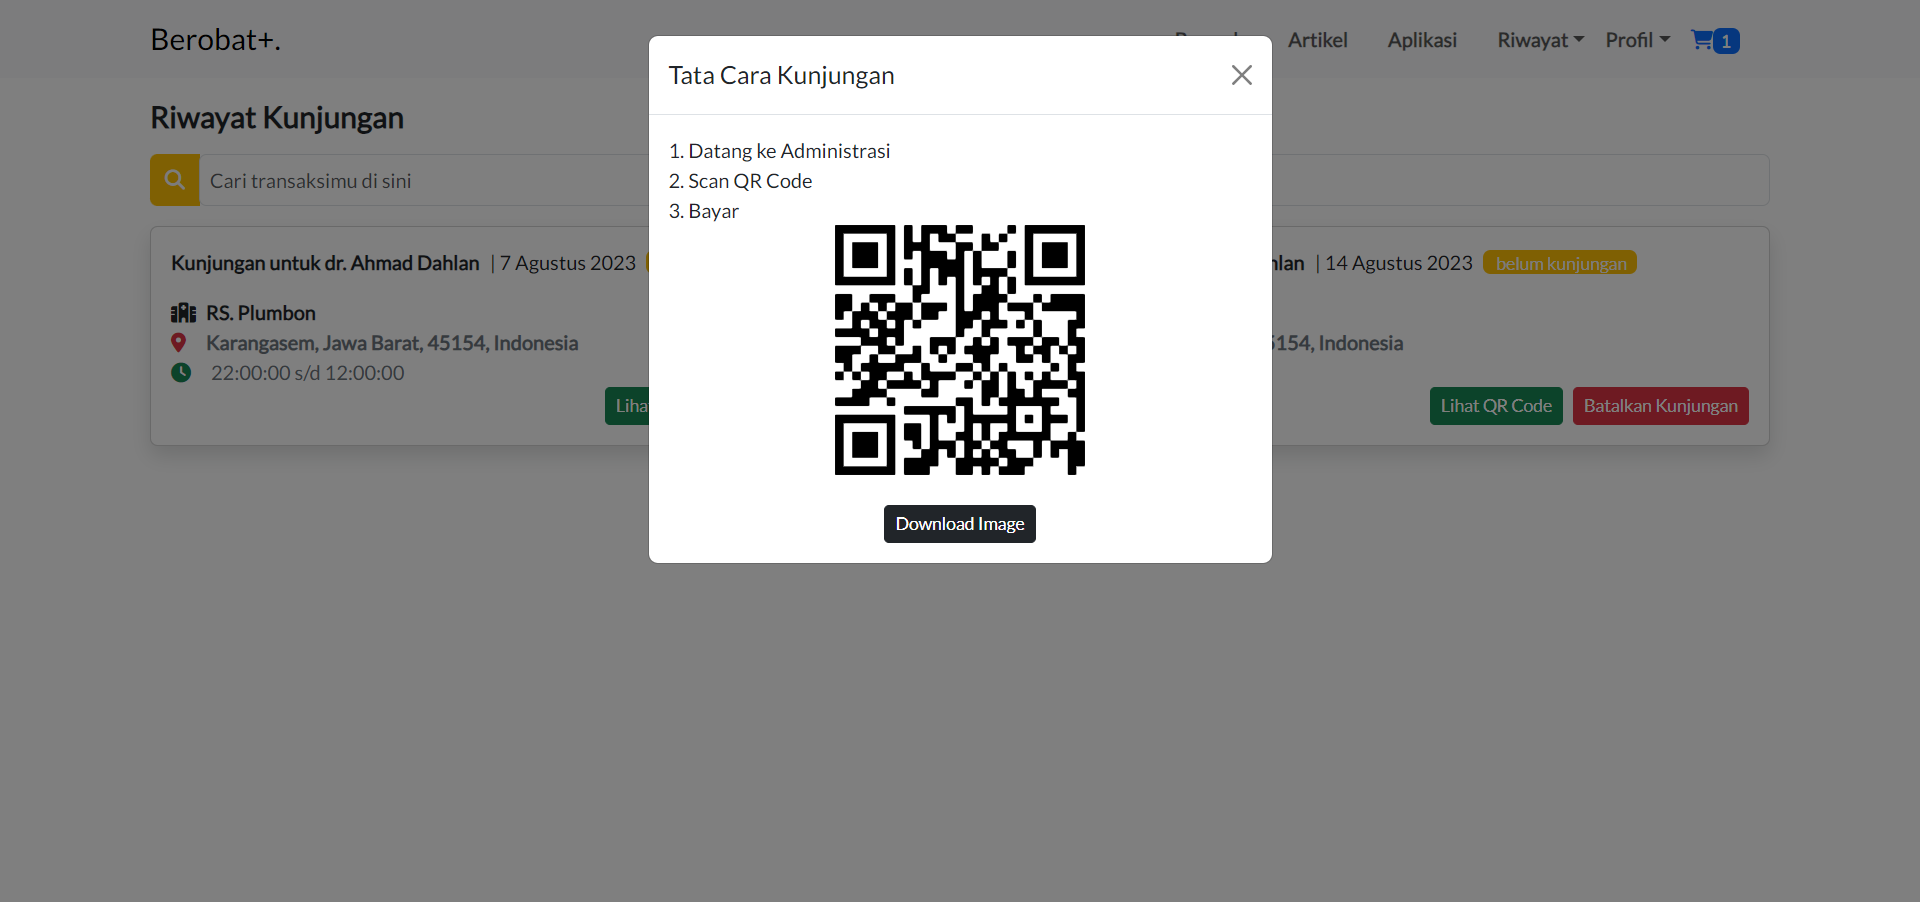 Berobat+.
Artikel
Aplikasi
Riwayat
Profil
1
Tata Cara Kunjungan
1. Datang ke Administrasi
2. Scan QR Code
3. Bayar
Download Image
Riwayat Kunjungan
Cari transaksimu di sini
Kunjungan untuk dr. Ahmad Dahlan | 7 Agustus 2023
RS. Plumbon
Karangasem, Jawa Barat, 45154, Indonesia
22:00:00 s/d 12:00:00
| 14 Agustus 2023 belum kunjungan
Indonesia
Lihat QR Code
Batalkan Kunjungan